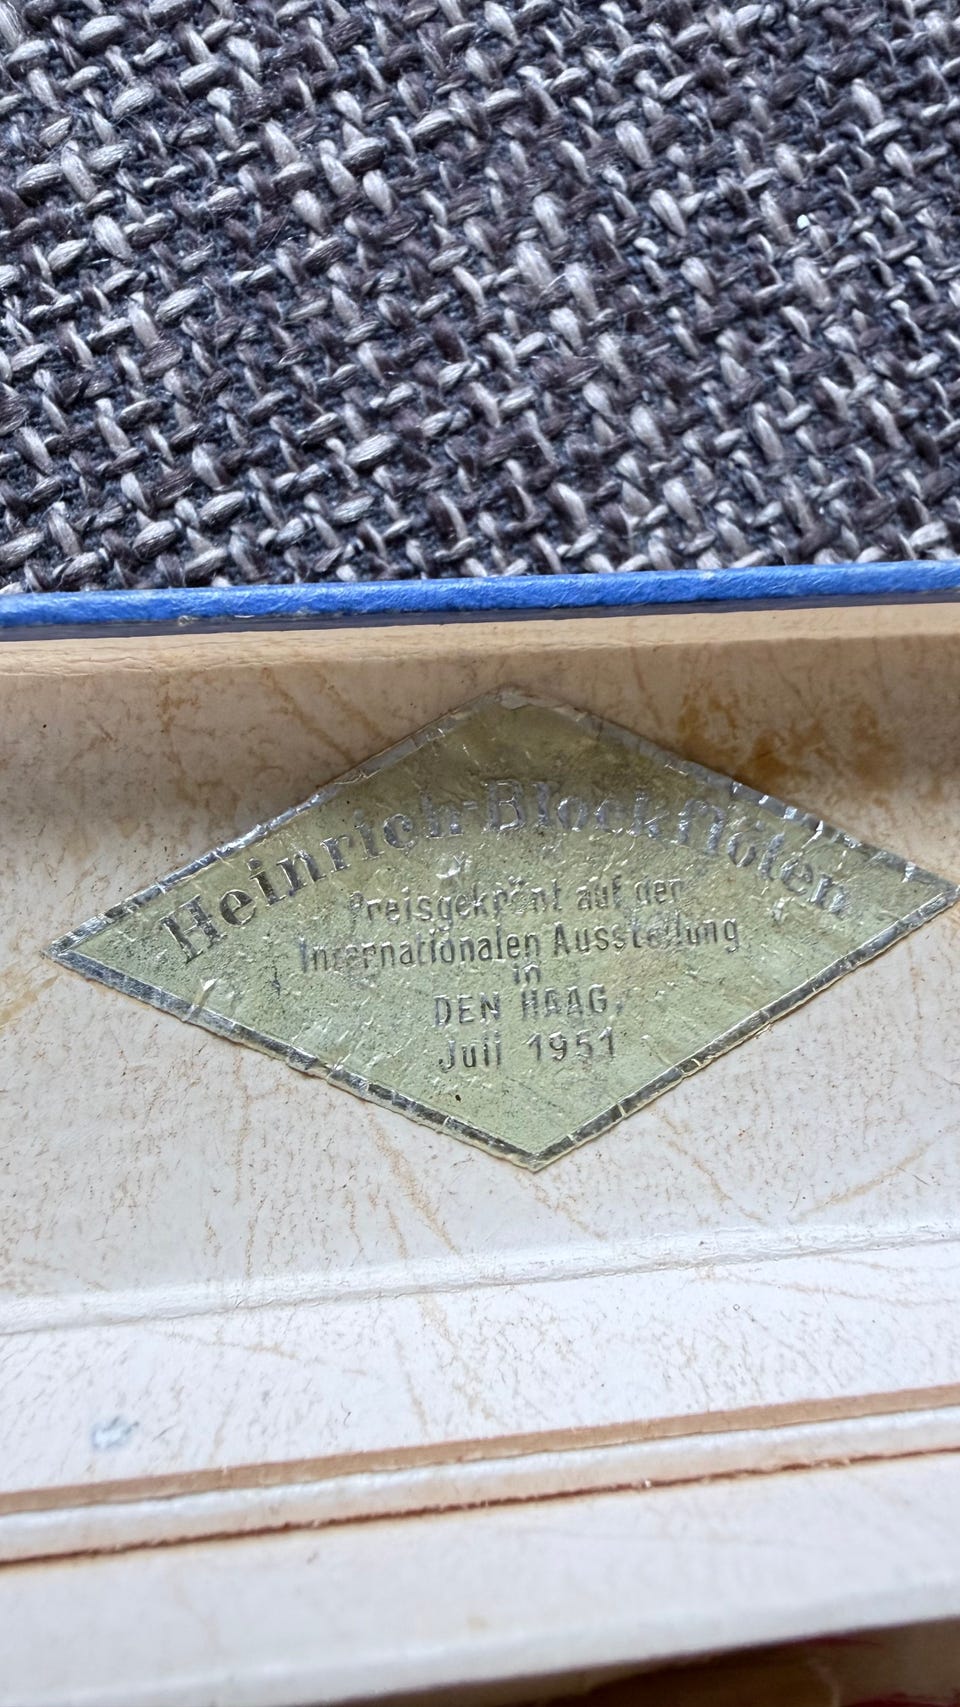 Heinrich-Blockflöten
Preisgekrönt auf der
Internationalen Ausstellung
in
DEN HAAG,
Juli 1951